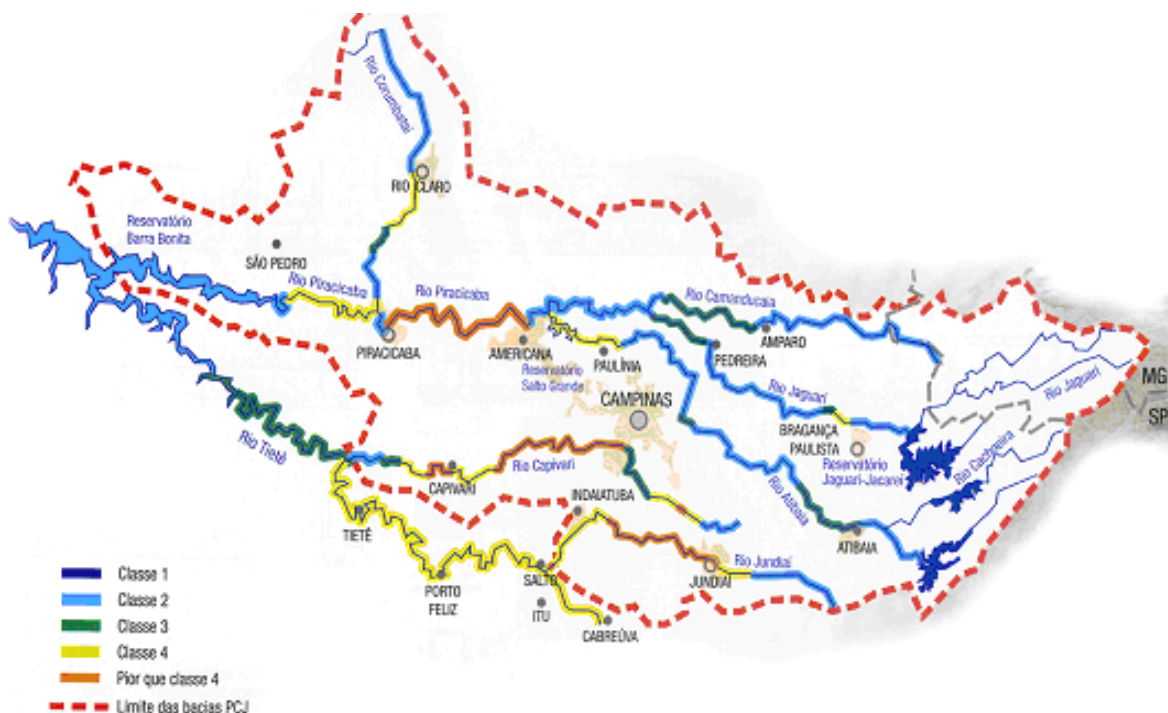 Rio Corumbataí
RIO CLARO
Reservatório
Barra Bonita
SÃO PEDRO
Rio Piracicaba
Rio Piracicaba
Rio Camanducaia
PIRACICABA
AMERICANA
PAULÍNIA
AMPARO
PEDREIRA
Reservatório
Salto Grande
Rio Jaguari
Rio Jaguari
MG
SP
CAMPINAS
BRAGANÇA
PAULISTA
Reservatório
Jaguari-Jacareí
Rio Cachoeira
Rio Tietê
Rio Capivari
CAPIVARI
INDAIATUBA
Rio Atibaia
ATIBAIA
TIETÊ
Rio Jundiaí
JUNDIAÍ
SALTO
PORTO
FELIZ
ITU
CABREÚVA
Classe 1
Classe 2
Classe 3
Classe 4
Pior que classe 4
Limite das bacias PCJ